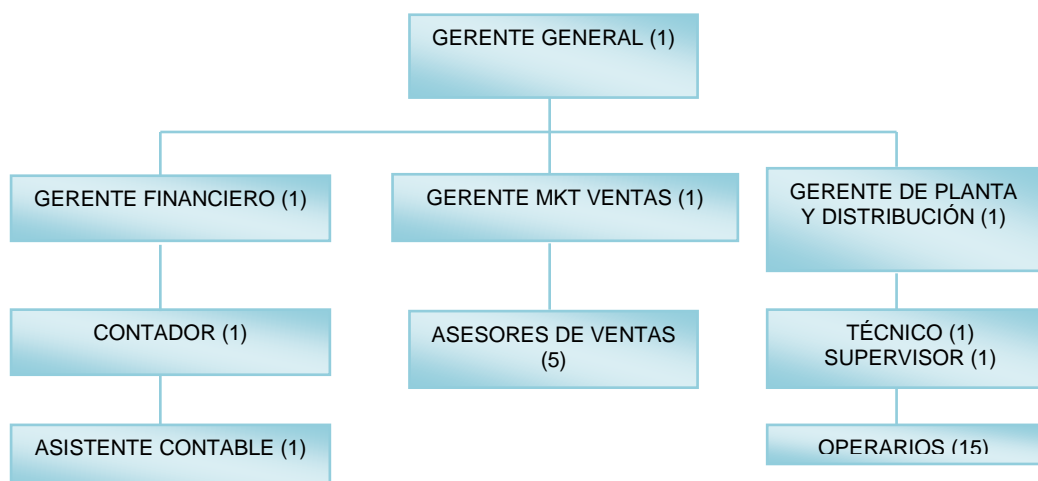 GERENTE GENERAL (1)
GERENTE FINANCIERO (1)
GERENTE MKT VENTAS (1)
GERENTE DE PLANTA
Y DISTRIBUCIÓN (1)
CONTADOR (1)
ASESORES DE VENTAS
(5)
TÉCNICO (1)
SUPERVISOR (1)
ASISTENTE CONTABLE (1)
OPERARIOS (15)